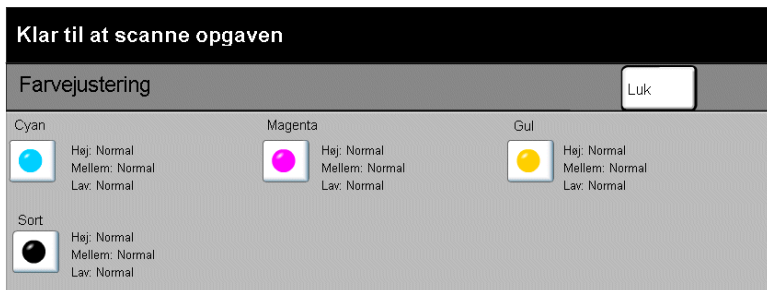 Klar til at scanne opgaven
Farvejustering
Luk
Cyan
Høj: Normal
Mellem: Normal
Lav: Normal
Magenta
Høj: Normal
Mellem: Normal
Lav: Normal
Gul
Høj: Normal
Mellem: Normal
Lav: Normal
Sort
Høj: Normal
Mellem: Normal
Lav: Normal